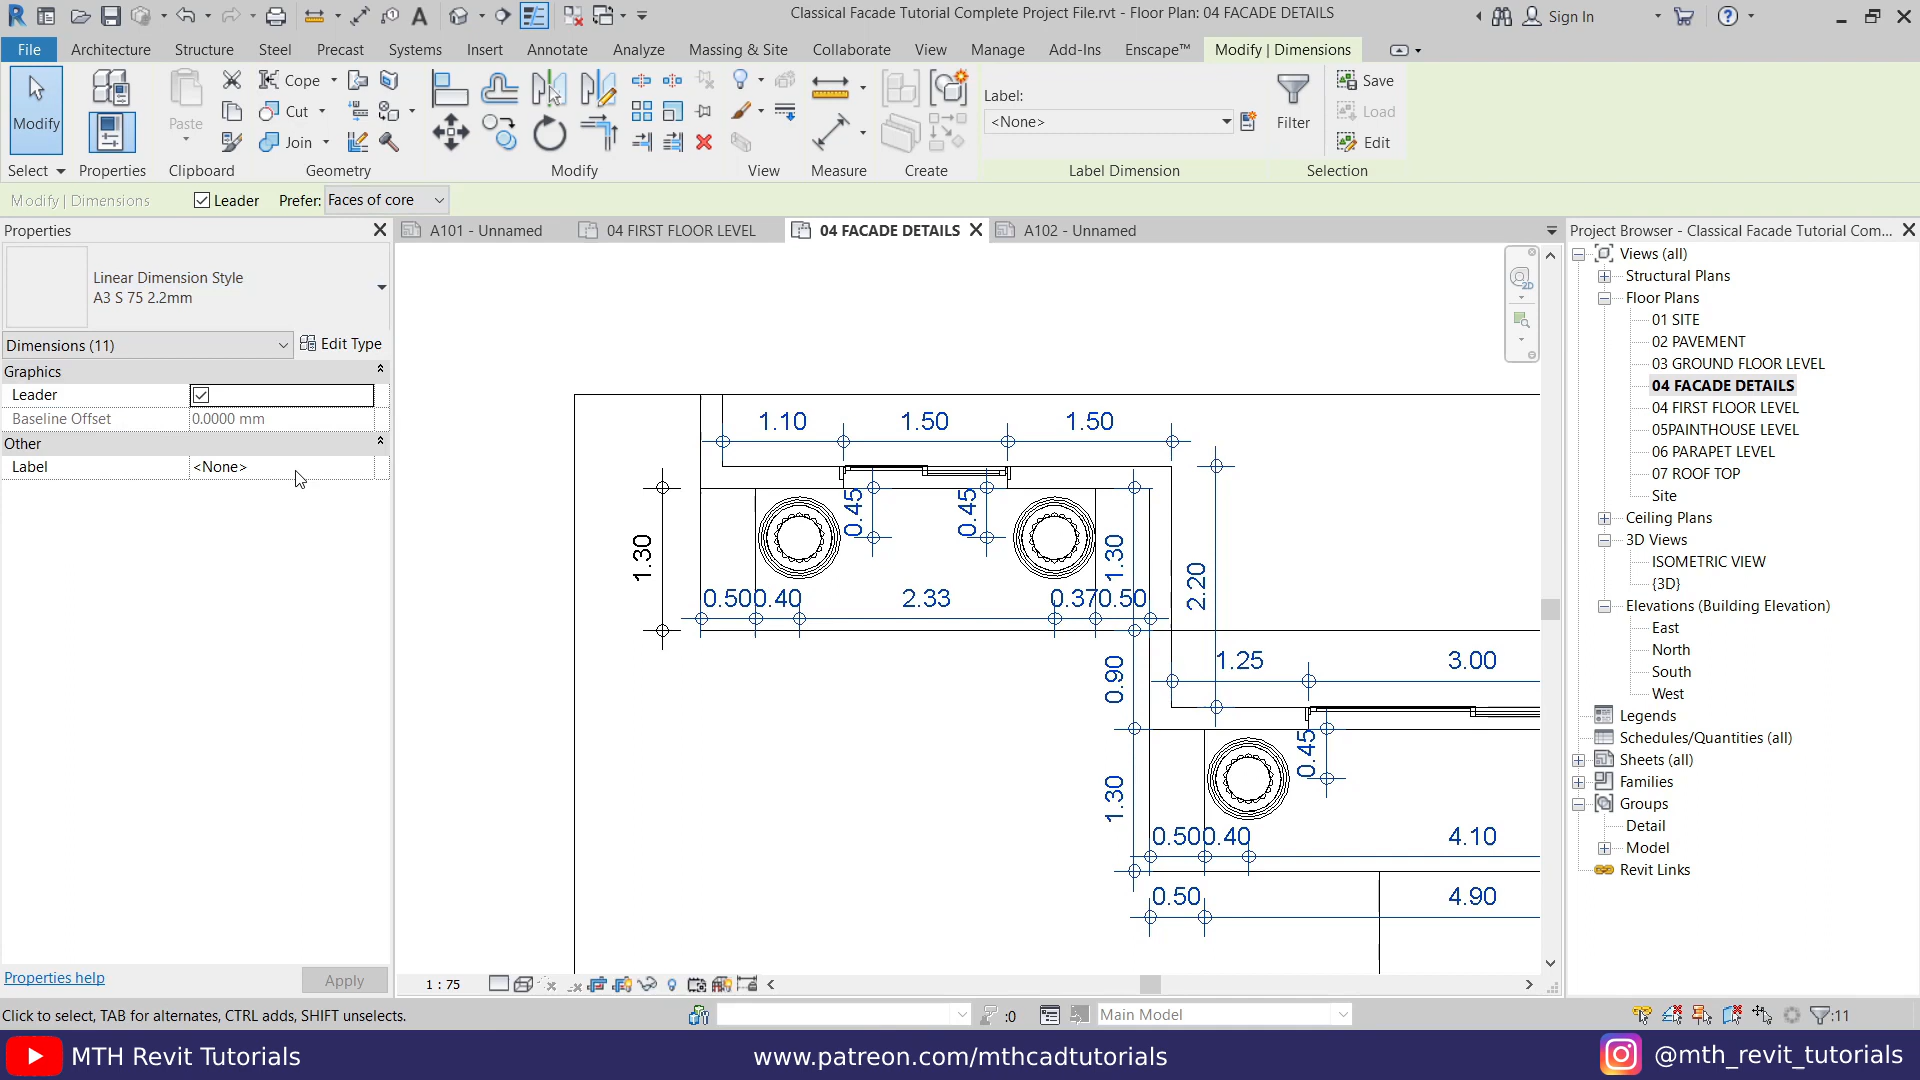 Classical Facade Tutorial Complete Project File.rvt - Floor Plan: 04 FACADE DETAILS
Sign In
File Architecture Structure Steel Precast Systems Insert Annotate Analyze Massing & Site Collaborate View Manage Add-Ins Enscape™ Modify | Dimensions
Modify
Paste
Cope
Cut
Join
Label:
<None>
Filter
Save
Load
Edit
Select Properties Clipboard Geometry Modify View Measure Create Label Dimension Selection
Modify | Dimensions Leader Prefer: Faces of core
Properties
A101 - Unnamed 04 FIRST FLOOR LEVEL 04 FACADE DETAILS A102 - Unnamed
Linear Dimension Style
A3 S 75 2.2mm
Dimensions (11) Edit Type
Graphics
Leader
Baseline Offset 0.0000 mm
Other
Label <None>
Properties help Apply
1.10 1.50 1.50
0.45 0.45
1.30 1.30 2.20
0.50 0.40 2.33 0.37 0.50
0.90 1.25 3.00
0.45
1.30
0.50 0.40 4.10
0.50 4.90
Project Browser - Classical Facade Tutorial Com...
Views (all)
Structural Plans
Floor Plans
01 SITE
02 PAVEMENT
03 GROUND FLOOR LEVEL
04 FACADE DETAILS
04 FIRST FLOOR LEVEL
05PAINTHOUSE LEVEL
06 PARAPET LEVEL
07 ROOF TOP
Site
Ceiling Plans
3D Views
ISOMETRIC VIEW
{3D}
Elevations (Building Elevation)
East
North
South
West
Legends
Schedules/Quantities (all)
Sheets (all)
Families
Groups
Detail
Model
Revit Links
2D
1 : 75
Click to select, TAB for alternates, CTRL adds, SHIFT unselects. :0 Main Model :11
MTH Revit Tutorials www.patreon.com/mthcadtutorials @mth_revit_tutorials